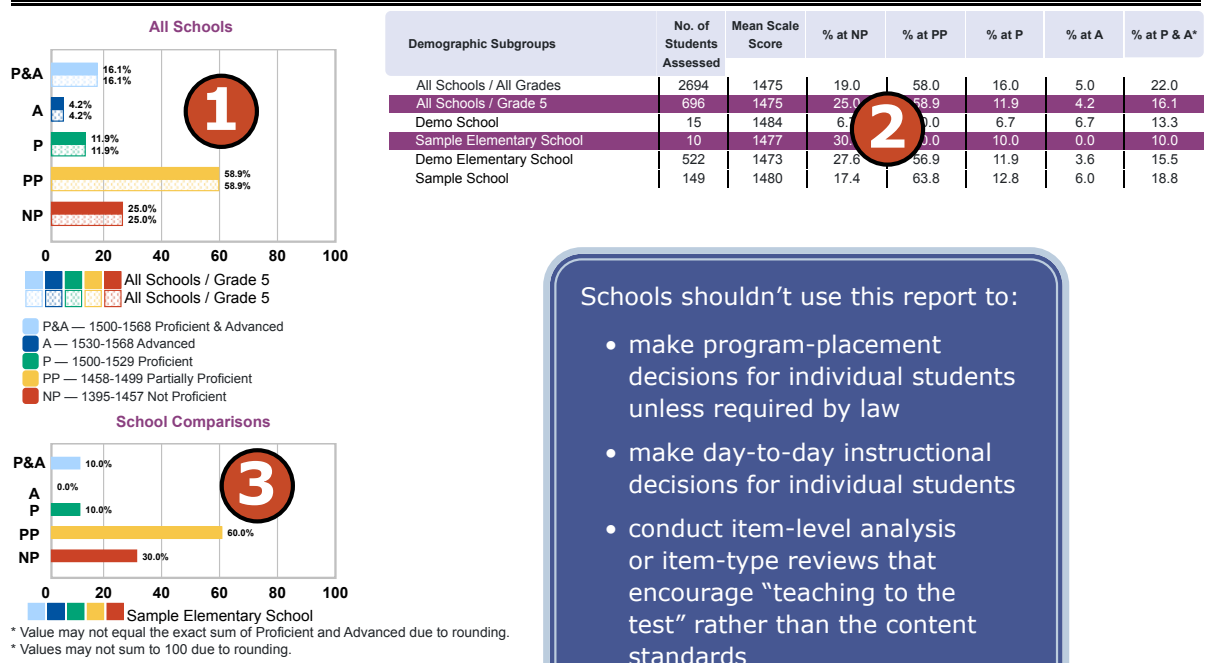 All Schools
P&A
16.1%
16.1%
A
4.2%
4.2%
P
11.9%
11.9%
PP
58.9%
58.9%
NP
25.0%
25.0%
0 20 40 60 80 100
All Schools / Grade 5
All Schools / Grade 5
P&A — 1500-1568 Proficient & Advanced
A — 1530-1568 Advanced
P — 1500-1529 Proficient
PP — 1458-1499 Partially Proficient
NP — 1395-1457 Not Proficient
1
School Comparisons
P&A 10.0%
A 0.0%
P 10.0%
PP 60.0%
NP 30.0%
0 20 40 60 80 100
Sample Elementary School
3
* Value may not equal the exact sum of Proficient and Advanced due to rounding.
* Values may not sum to 100 due to rounding.
Demographic Subgroups No. of Students Assessed Mean Scale Score % at NP % at PP % at P % at A % at P & A*
All Schools / All Grades 2694 1475 19.0 58.0 16.0 5.0 22.0
All Schools / Grade 5 696 1475 25.0 58.9 11.9 4.2 16.1
Demo School 15 1484 6.7 6.7 13.3
Sample Elementary School 10 1477 10.0 0.0 10.0
Demo Elementary School 522 1473 27.6 56.9 11.9 3.6 15.5
Sample School 149 1480 17.4 63.8 12.8 6.0 18.8
2
Schools shouldn’t use this report to:
• make program-placement
decisions for individual students
unless required by law
• make day-to-day instructional
decisions for individual students
• conduct item-level analysis
or item-type reviews that
encourage “teaching to the
test” rather than the content
standards